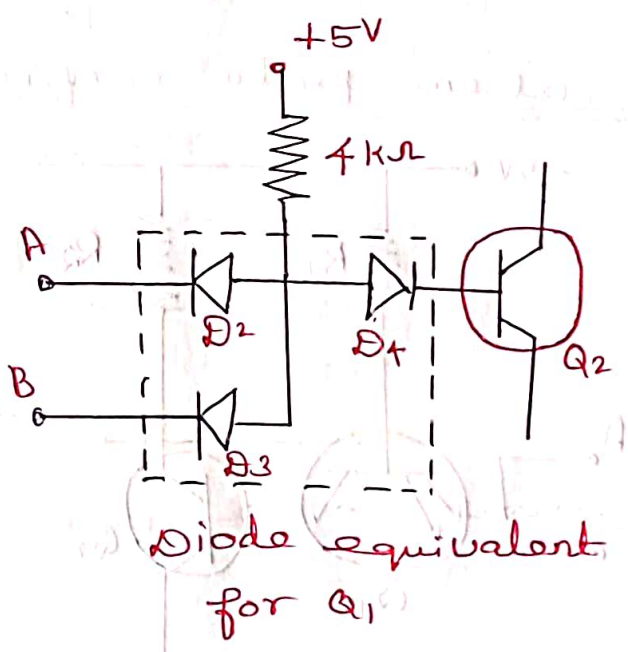 +5V
4kΩ
A
D2
D4
Q2
B
D3
Diode equivalent
for Q1